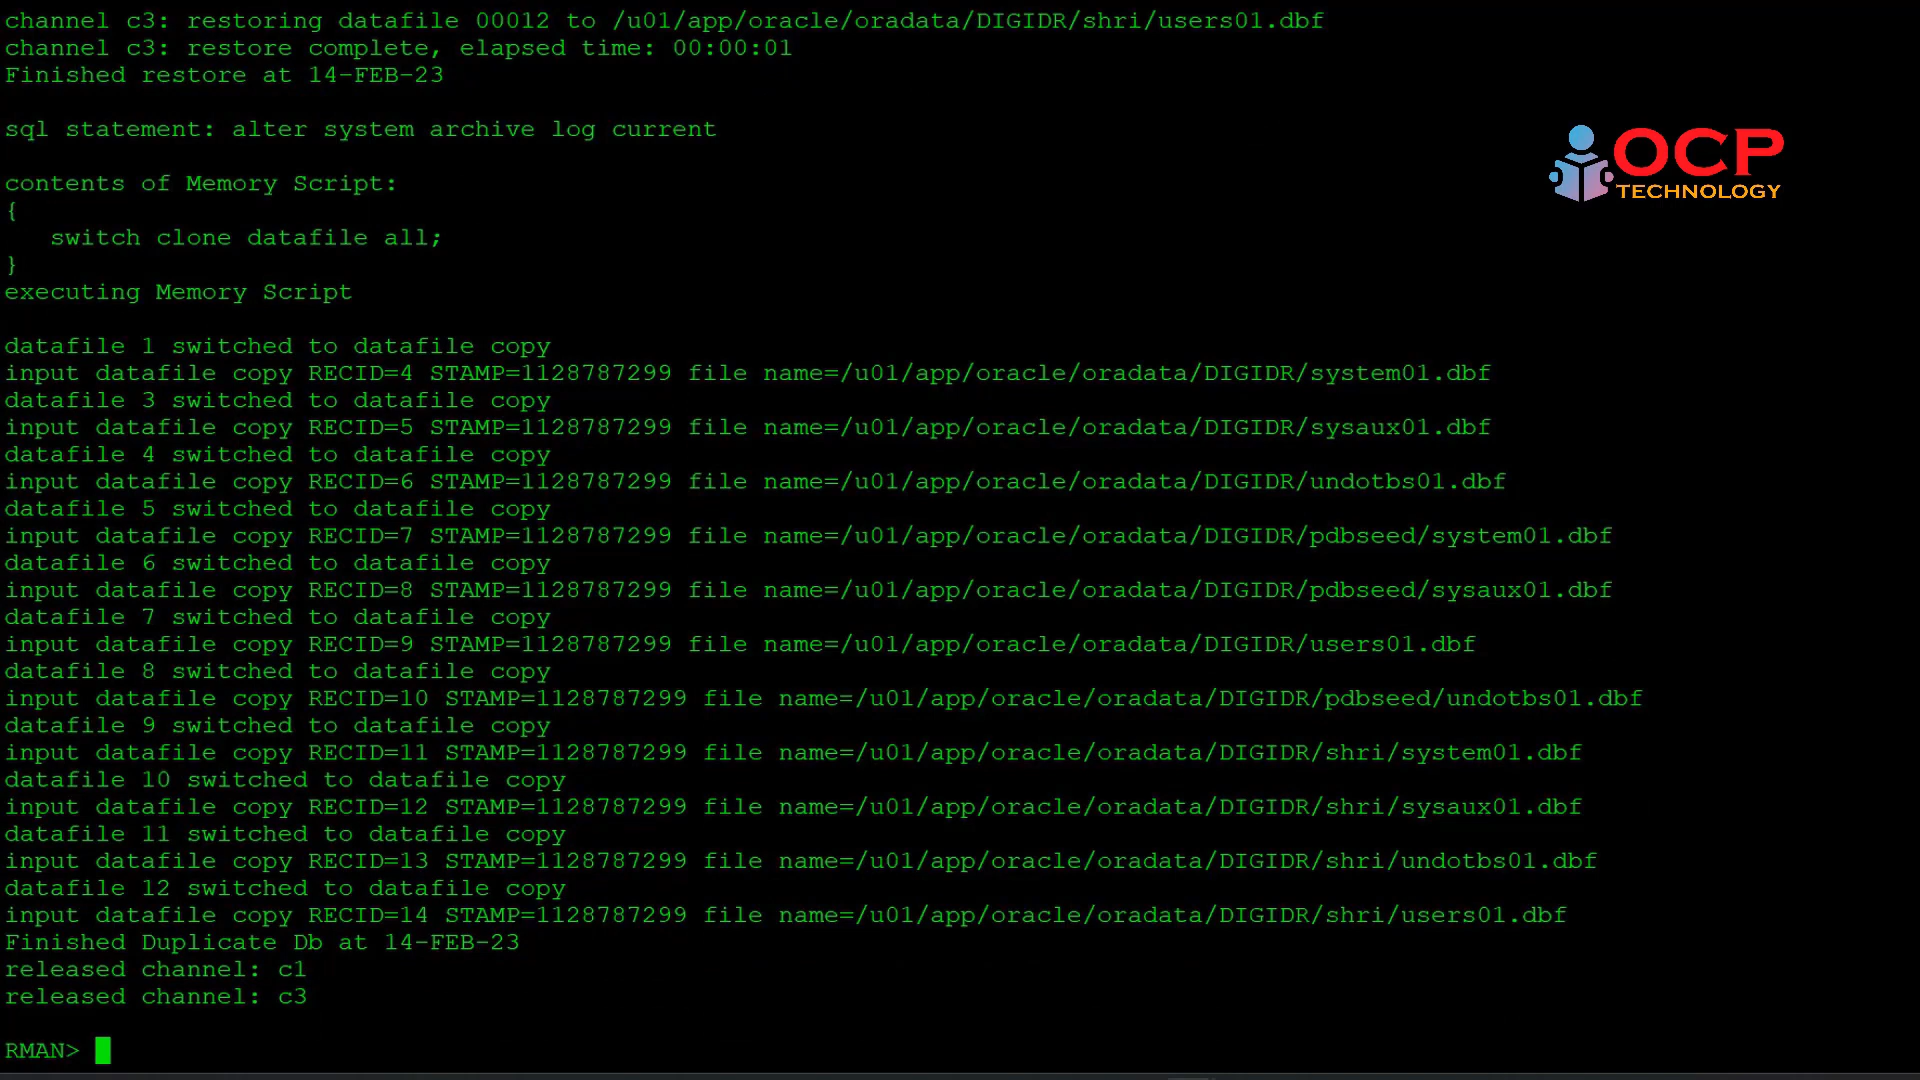 channel c3: restoring datafile 00012 to /u01/app/oracle/oradata/DIGIDR/shri/users01.dbf
channel c3: restore complete, elapsed time: 00:00:01
Finished restore at 14-FEB-23
sql statement: alter system archive log current
OCP
TECHNOLOGY
contents of Memory Script:
{
   switch clone datafile all;
}
executing Memory Script
datafile 1 switched to datafile copy
input datafile copy RECID=4 STAMP=1128787299 file name=/u01/app/oracle/oradata/DIGIDR/system01.dbf
datafile 3 switched to datafile copy
input datafile copy RECID=5 STAMP=1128787299 file name=/u01/app/oracle/oradata/DIGIDR/sysaux01.dbf
datafile 4 switched to datafile copy
input datafile copy RECID=6 STAMP=1128787299 file name=/u01/app/oracle/oradata/DIGIDR/undotbs01.dbf
datafile 5 switched to datafile copy
input datafile copy RECID=7 STAMP=1128787299 file name=/u01/app/oracle/oradata/DIGIDR/pdbseed/system01.dbf
datafile 6 switched to datafile copy
input datafile copy RECID=8 STAMP=1128787299 file name=/u01/app/oracle/oradata/DIGIDR/pdbseed/sysaux01.dbf
datafile 7 switched to datafile copy
input datafile copy RECID=9 STAMP=1128787299 file name=/u01/app/oracle/oradata/DIGIDR/users01.dbf
datafile 8 switched to datafile copy
input datafile copy RECID=10 STAMP=1128787299 file name=/u01/app/oracle/oradata/DIGIDR/pdbseed/undotbs01.dbf
datafile 9 switched to datafile copy
input datafile copy RECID=11 STAMP=1128787299 file name=/u01/app/oracle/oradata/DIGIDR/shri/system01.dbf
datafile 10 switched to datafile copy
input datafile copy RECID=12 STAMP=1128787299 file name=/u01/app/oracle/oradata/DIGIDR/shri/sysaux01.dbf
datafile 11 switched to datafile copy
input datafile copy RECID=13 STAMP=1128787299 file name=/u01/app/oracle/oradata/DIGIDR/shri/undotbs01.dbf
datafile 12 switched to datafile copy
input datafile copy RECID=14 STAMP=1128787299 file name=/u01/app/oracle/oradata/DIGIDR/shri/users01.dbf
Finished Duplicate Db at 14-FEB-23
released channel: c1
released channel: c3
RMAN>